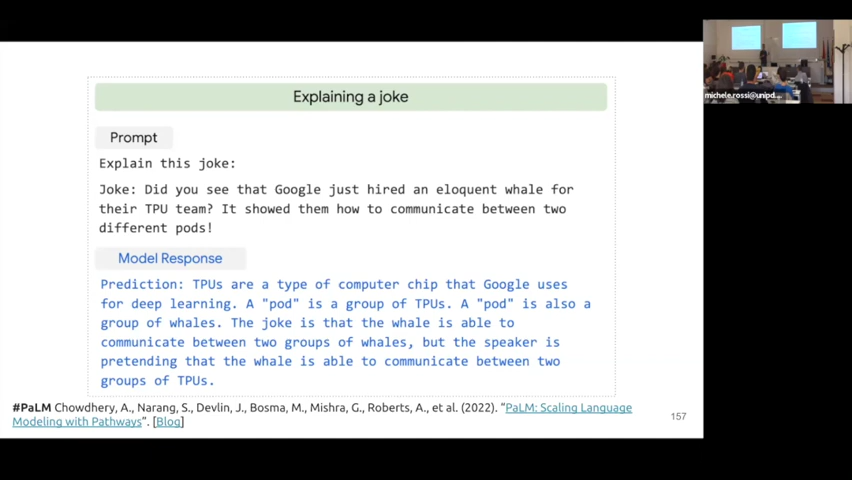 Explaining a joke
Prompt
Explain this joke:
Joke: Did you see that Google just hired an eloquent whale for
their TPU team? It showed them how to communicate between two
different pods!
Model Response
Prediction: TPUs are a type of computer chip that Google uses
for deep learning. A "pod" is a group of TPUs. A "pod" is also a
group of whales. The joke is that the whale is able to
communicate between two groups of whales, but the speaker is
pretending that the whale is able to communicate between two
groups of TPUs.
#PaLM Chowdhery, A., Narang, S., Devlin, J., Bosma, M., Mishra, G., Roberts, A., et al. (2022). "PaLM: Scaling Language
Modeling with Pathways". [Blog]
157
michele.rossi@unipd....